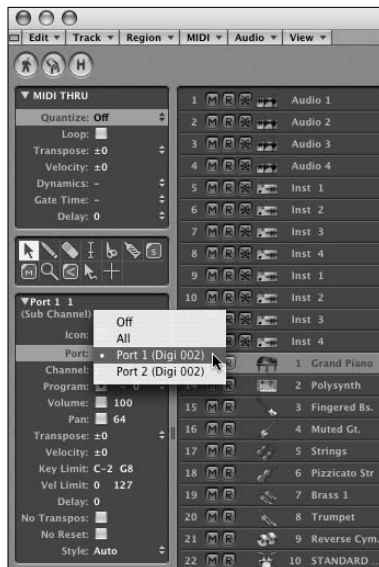 Edit Track Region MIDI Audio View
H
MIDI THRU
Quantize: Off
Loop:
Transpose: ±0
Velocity: ±0
Dynamics: -
Gate Time: -
Delay: 0
S
M
Port 1 1
(Sub Channel)
Icon:
Port:
Channel:
Program: - 0
Volume: 100
Pan: 64
Transpose: ±0
Velocity: ±0
Key Limit: C-2 G8
Vel Limit: 0 127
Delay: 0
No Transpos:
No Reset:
Style: Auto
Off
All
• Port 1 (Digi 002)
Port 2 (Digi 002)
1 M R Audio 1
2 M R Audio 2
3 M R Audio 3
4 M R Audio 4
5 M R Inst 1
6 M R Inst 2
7 M R Inst 3
8 M R Inst 4
9 M R Inst 1
10 M R Inst 2
Inst 3
Inst 4
R 1 Grand Piano
M R 2 Polysynth
15 M R 3 Fingered Bs.
16 M R 4 Muted Gt.
17 M R 5 Strings
18 M R 6 Pizzicato Str
19 M R 7 Brass 1
20 M R 8 Trumpet
21 M R 9 Reverse Cym.
22 M R 10 STANDARD ..